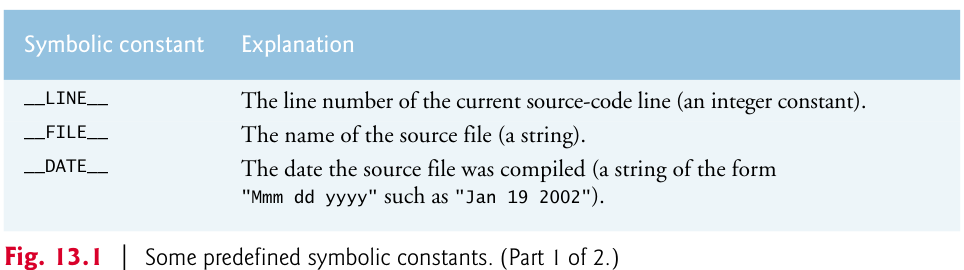 Symbolic constant Explanation
__LINE__ The line number of the current source-code line (an integer constant).
__FILE__ The name of the source file (a string).
__DATE__ The date the source file was compiled (a string of the form
"Mmm dd yyyy" such as "Jan 19 2002").
Fig. 13.1 | Some predefined symbolic constants. (Part 1 of 2.)